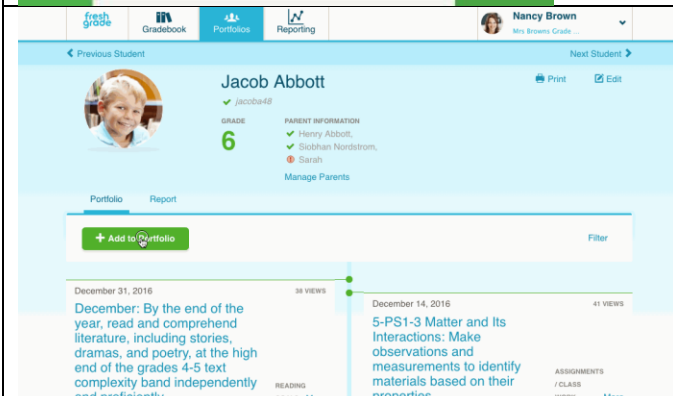 fresh
grade
Gradebook
Portfolios
Reporting
Nancy Brown
Mrs Browns Grade ...
Previous Student
Next Student
Jacob Abbott
jacoba48
Print
Edit
GRADE
6
PARENT INFORMATION
Henry Abbott,
Siobhan Nordstrom,
Sarah
Manage Parents
Portfolio
Report
+ Add to Portfolio
Filter
December 31, 2016
38 VIEWS
December: By the end of the
year, read and comprehend
literature, including stories,
dramas, and poetry, at the high
end of the grades 4-5 text
complexity band independently
and proficiently
READING
December 14, 2016
41 VIEWS
5-PS1-3 Matter and Its
Interactions: Make
observations and
measurements to identify
materials based on their
properties
ASSIGNMENTS
/ CLASS
More